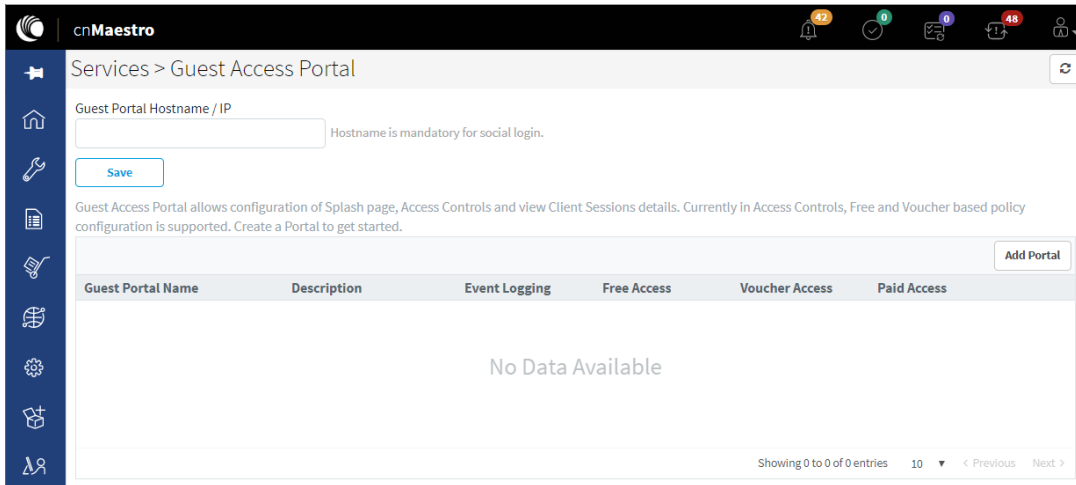 cnMaestro
42
0
0
48
Services > Guest Access Portal
Guest Portal Hostname / IP
Hostname is mandatory for social login.
Save
Guest Access Portal allows configuration of Splash page, Access Controls and view Client Sessions details. Currently in Access Controls, Free and Voucher based policy
configuration is supported. Create a Portal to get started.
Add Portal
Guest Portal Name Description Event Logging Free Access Voucher Access Paid Access
No Data Available
Showing 0 to 0 of 0 entries 10 ▼ < Previous Next >